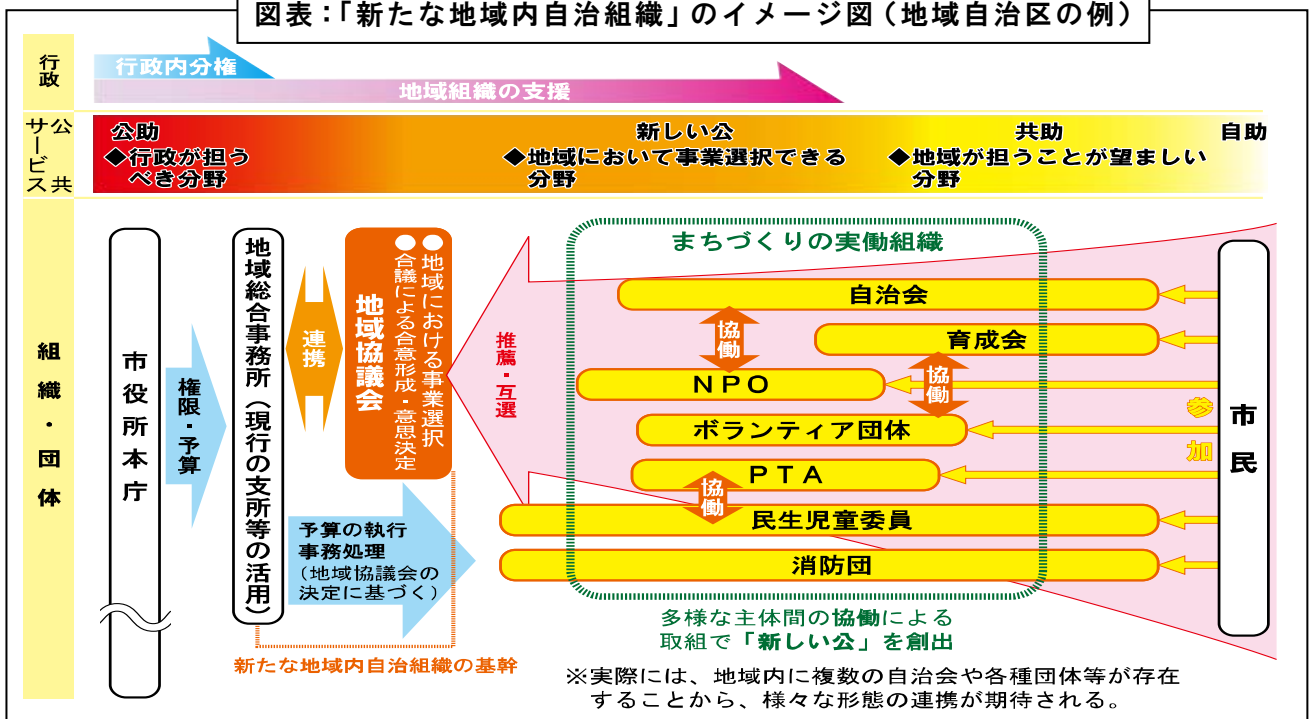 図表：「新たな地域内自治組織」のイメージ図（地域自治区の例）
行政
行政内分権
地域組織の支援
公共サービス
公助
◆行政が担う
べき分野
新しい公
◆地域において事業選択できる
分野
共助
◆地域が担うことが望ましい
分野
自助
組織・団体
市役所本庁
権限・予算
地域総合事務所（現行の支所等の活用）
連携
地域協議会
●地域における事業選択
●合議による合意形成・意思決定
推薦・互選
予算の執行
事務処理
（地域協議会の
決定に基づく）
新たな地域内自治組織の基幹
まちづくりの実働組織
自治会
協働
育成会
NPO
協働
ボランティア団体
PTA
協働
民生児童委員
消防団
参加
市民
多様な主体間の協働による
取組で「新しい公」を創出
※実際には、地域内に複数の自治会や各種団体等が存在
することから、様々な形態の連携が期待される。